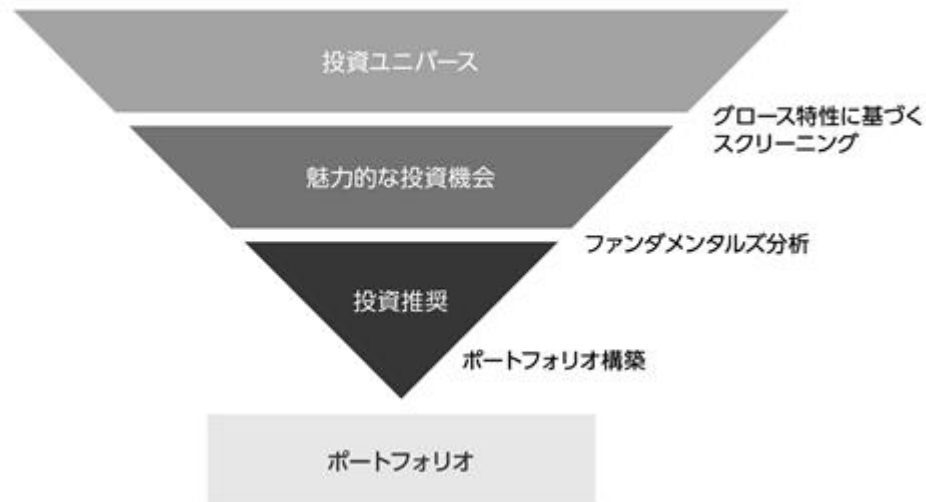 投資ユニバース
グロース特性に基づく
スクリーニング
魅力的な投資機会
ファンダメンタルズ分析
投資推奨
ポートフォリオ構築
ポートフォリオ